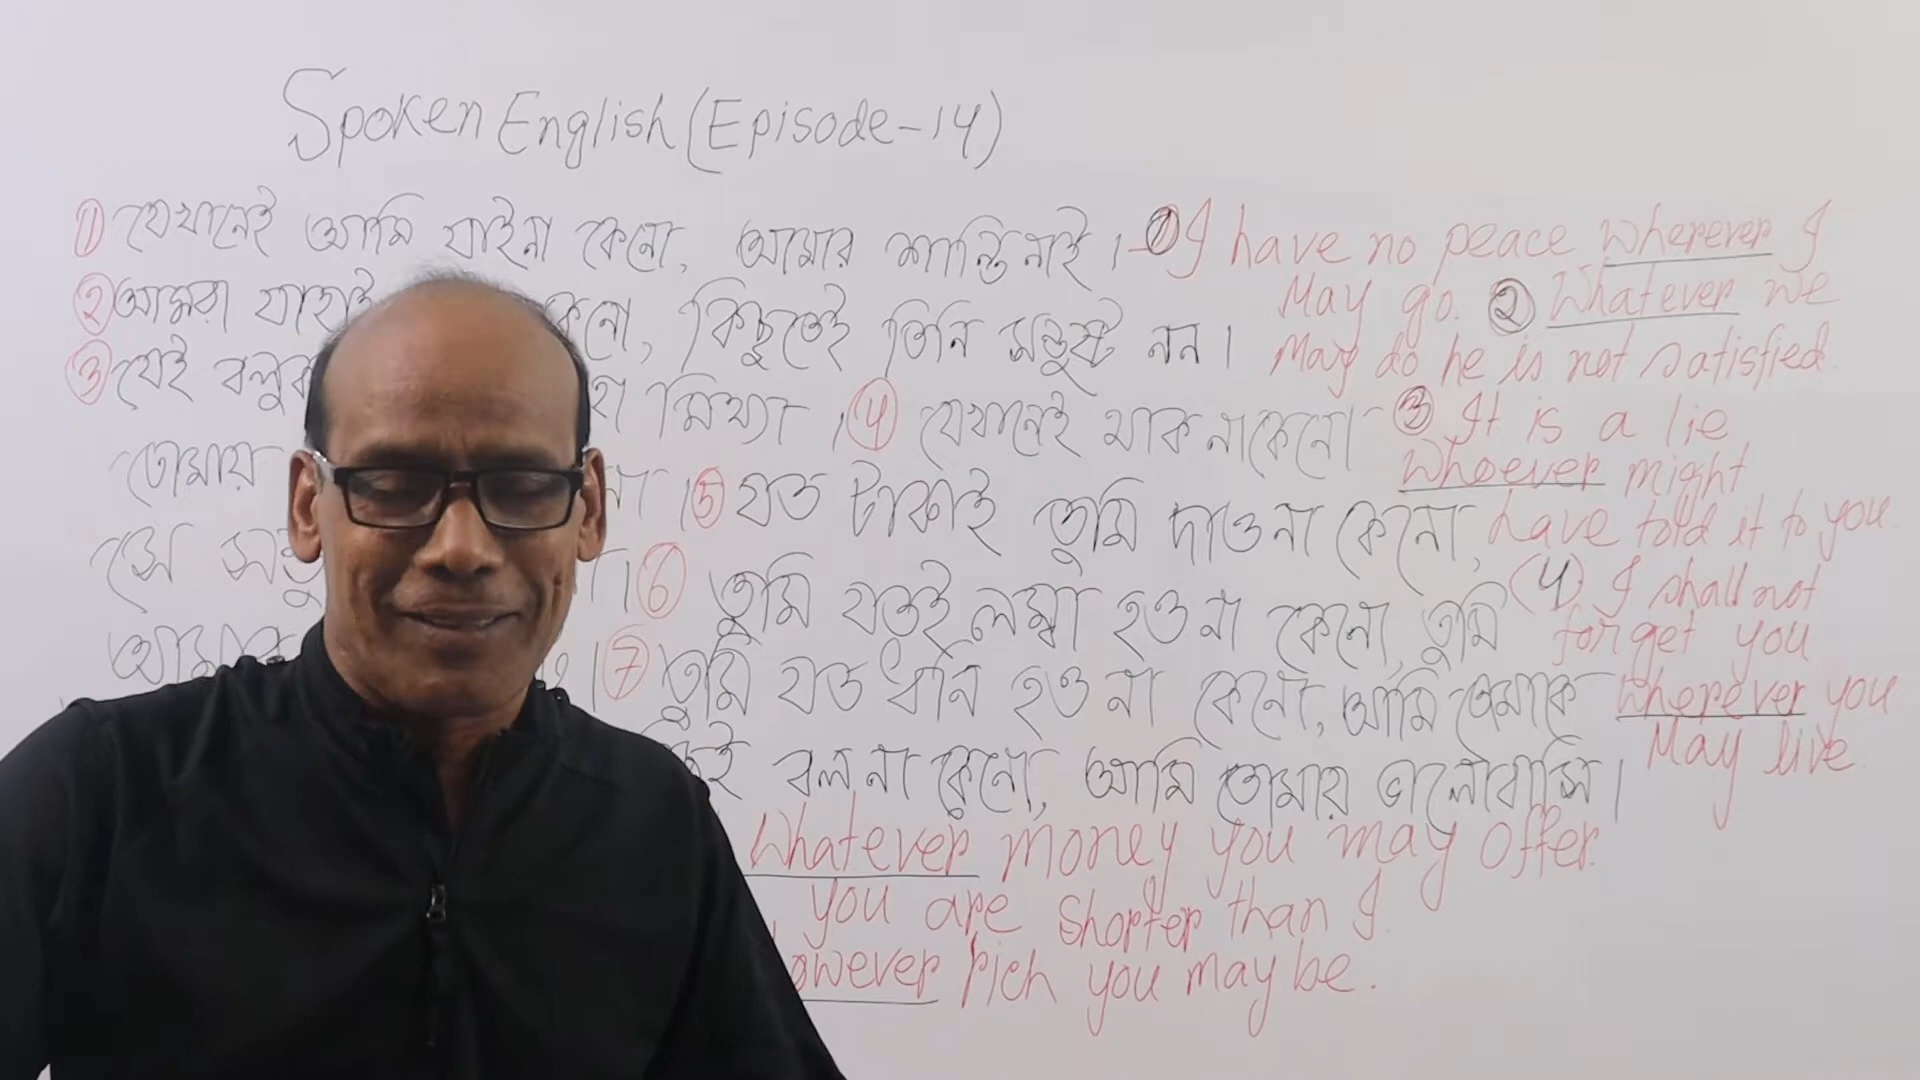 Spoken English (Episode-14)
① যেখানেই আমি যাইনা কেনো, আমার শান্তি নাই। ① I have no peace wherever I
May go. ② Whatever we
② আমরা যাহাই কেনো, কিছুতেই তিনি সন্তুষ্ট নন। May do he is not satisfied.
③ যেই মিথ্যা। ④ যেখানেই থাক না কেনো ③ It is a lie
Whoever might
তোমায় ⑤ যত টাকাই তুমি দাওনা কেনো, have told it to you
সে ⑥ তুমি যতই লম্বা হও না কেনো, তুমি (4) I shall not
forget you
আমার ⑦ তুমি যত ধনি হও না কেনো, আমি তোমাকে wherever you
May live
বল না কেনো, আমি তোমায় ভালোবাসি।
Whatever money you may offer.
you are shorter than I.
rich you may be.